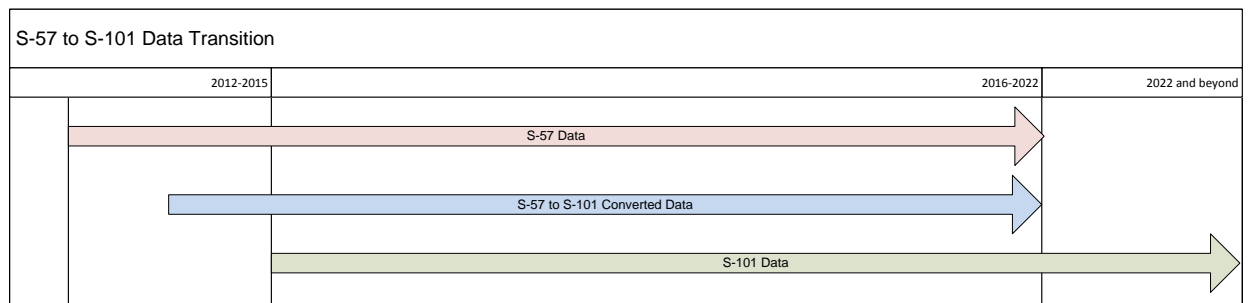 S-57 to S-101 Data Transition
2012-2015
2016-2022
2022 and beyond
S-57 Data
S-57 to S-101 Converted Data
S-101 Data